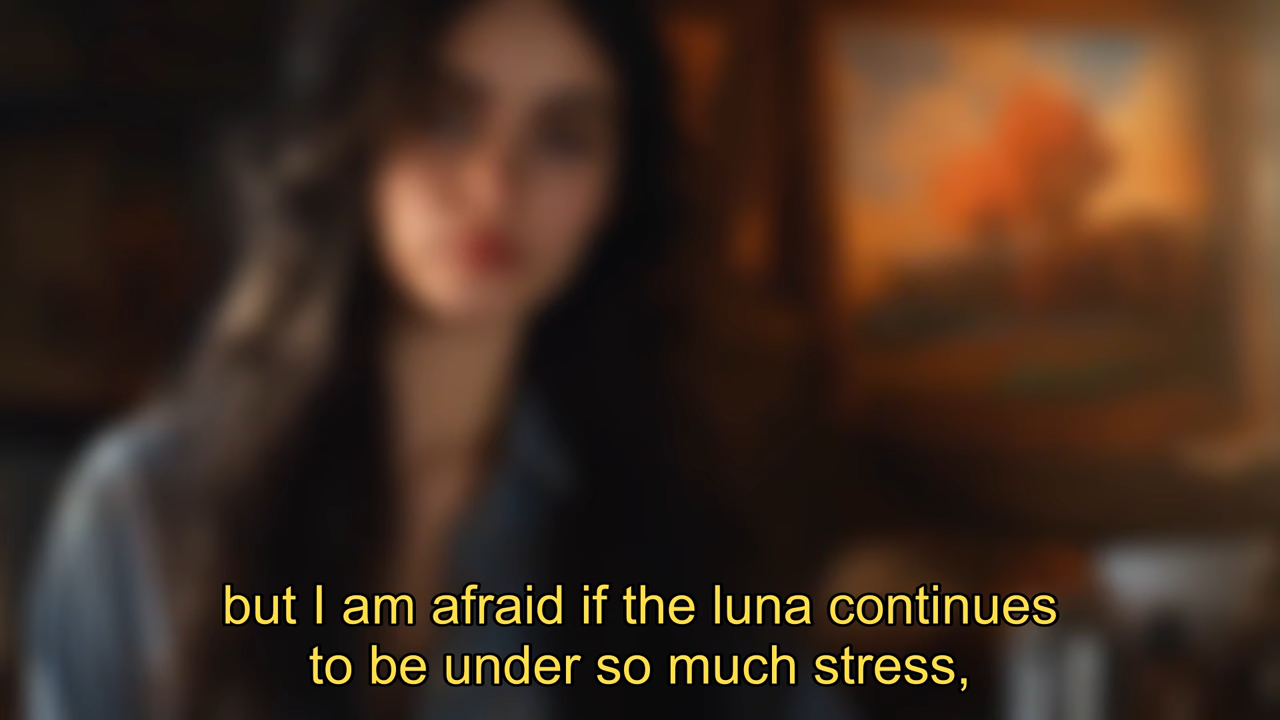 but I am afraid if the luna continues
to be under so much stress,